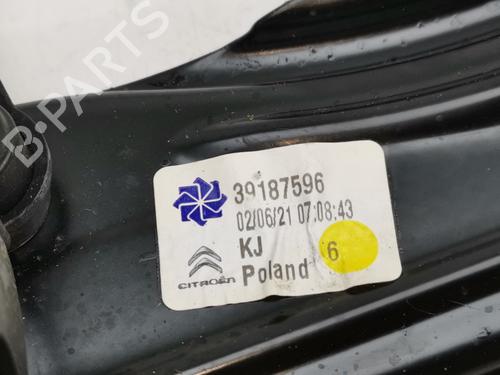 B-PARTS
39187596
02/06/21 07:08:43
KJ
Poland 6
CITROËN